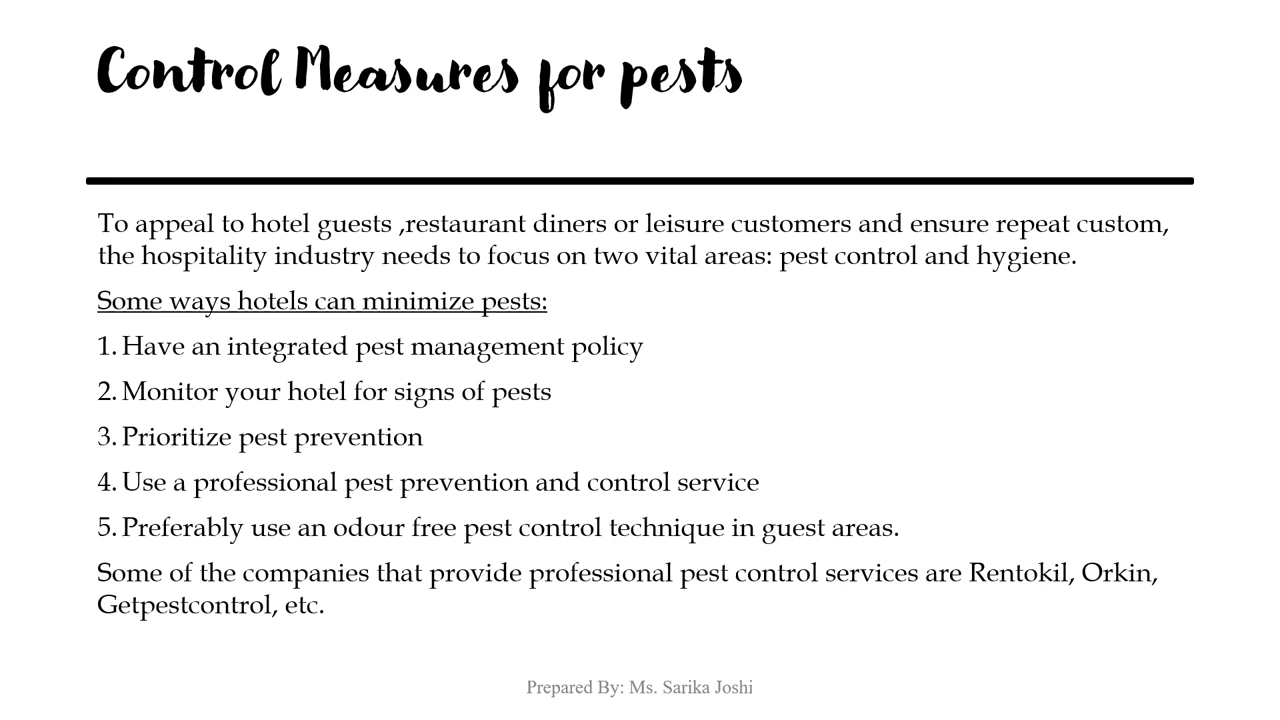 Control Measures for pests
To appeal to hotel guests ,restaurant diners or leisure customers and ensure repeat custom,
the hospitality industry needs to focus on two vital areas: pest control and hygiene.
Some ways hotels can minimize pests:
1. Have an integrated pest management policy
2. Monitor your hotel for signs of pests
3. Prioritize pest prevention
4. Use a professional pest prevention and control service
5. Preferably use an odour free pest control technique in guest areas.
Some of the companies that provide professional pest control services are Rentokil, Orkin,
Getpestcontrol, etc.
Prepared By: Ms. Sarika Joshi